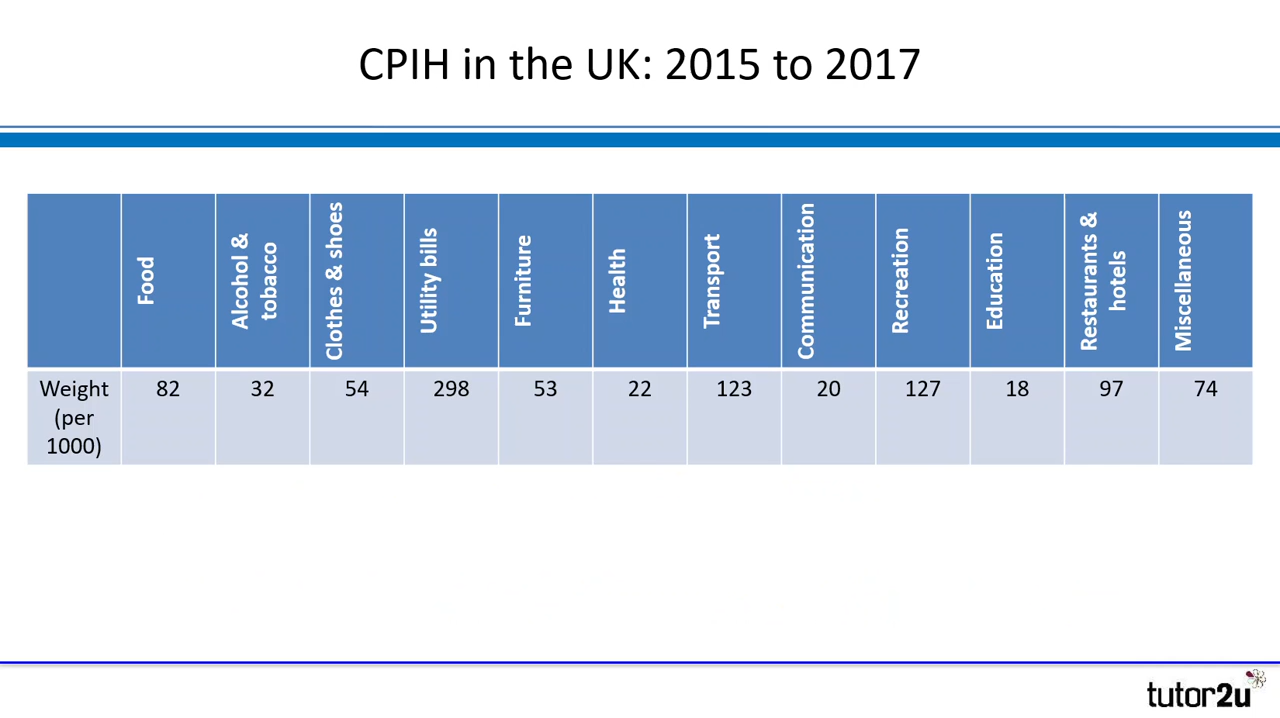 CPIH in the UK: 2015 to 2017
Food
Alcohol &
tobacco
Clothes & shoes
Utility bills
Furniture
Health
Transport
Communication
Recreation
Education
Restaurants &
hotels
Miscellaneous
Weight
(per
1000)
82
32
54
298
53
22
123
20
127
18
97
74
tutor2u